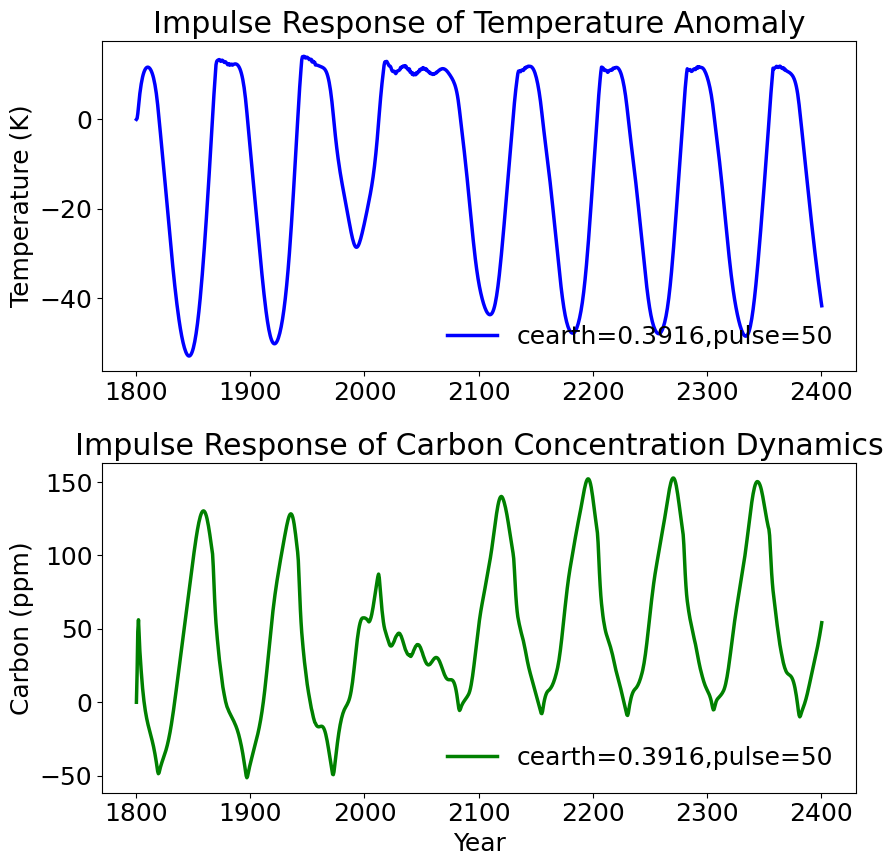 Impulse Response of Temperature Anomaly
Temperature (K)
0
−20
−40
cearth=0.3916,pulse=50
1800 1900 2000 2100 2200 2300 2400
Impulse Response of Carbon Concentration Dynamics
Carbon (ppm)
150
100
50
0
−50
cearth=0.3916,pulse=50
1800 1900 2000 2100 2200 2300 2400
Year